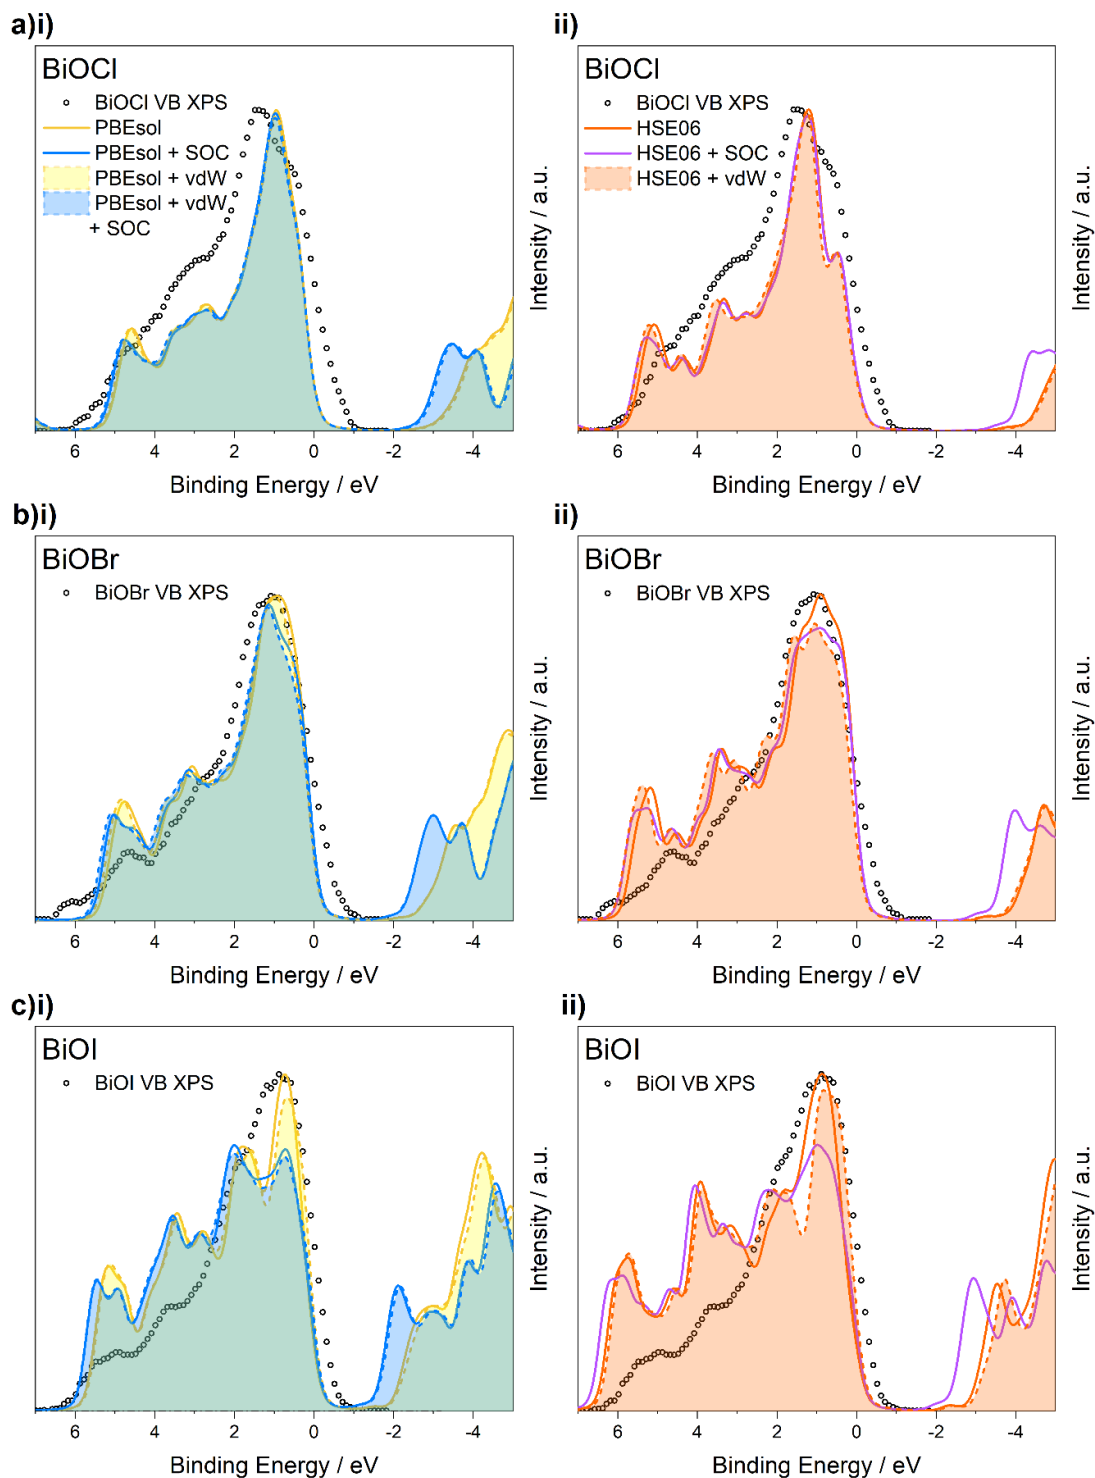 a)i)
BiOCl
BiOCl VB XPS
PBEsol
PBEsol + SOC
PBEsol + vdW
PBEsol + vdW
+ SOC
6 4 2 0 -2 -4
Binding Energy / eV
Intensity / a.u.
ii)
BiOCl
BiOCl VB XPS
HSE06
HSE06 + SOC
HSE06 + vdW
6 4 2 0 -2 -4
Binding Energy / eV
Intensity / a.u.
b)i)
BiOBr
BiOBr VB XPS
6 4 2 0 -2 -4
Binding Energy / eV
Intensity / a.u.
ii)
BiOBr
BiOBr VB XPS
6 4 2 0 -2 -4
Binding Energy / eV
Intensity / a.u.
c)i)
BiOI
BiOI VB XPS
6 4 2 0 -2 -4
Binding Energy / eV
Intensity / a.u.
ii)
BiOI
BiOI VB XPS
6 4 2 0 -2 -4
Binding Energy / eV
Intensity / a.u.